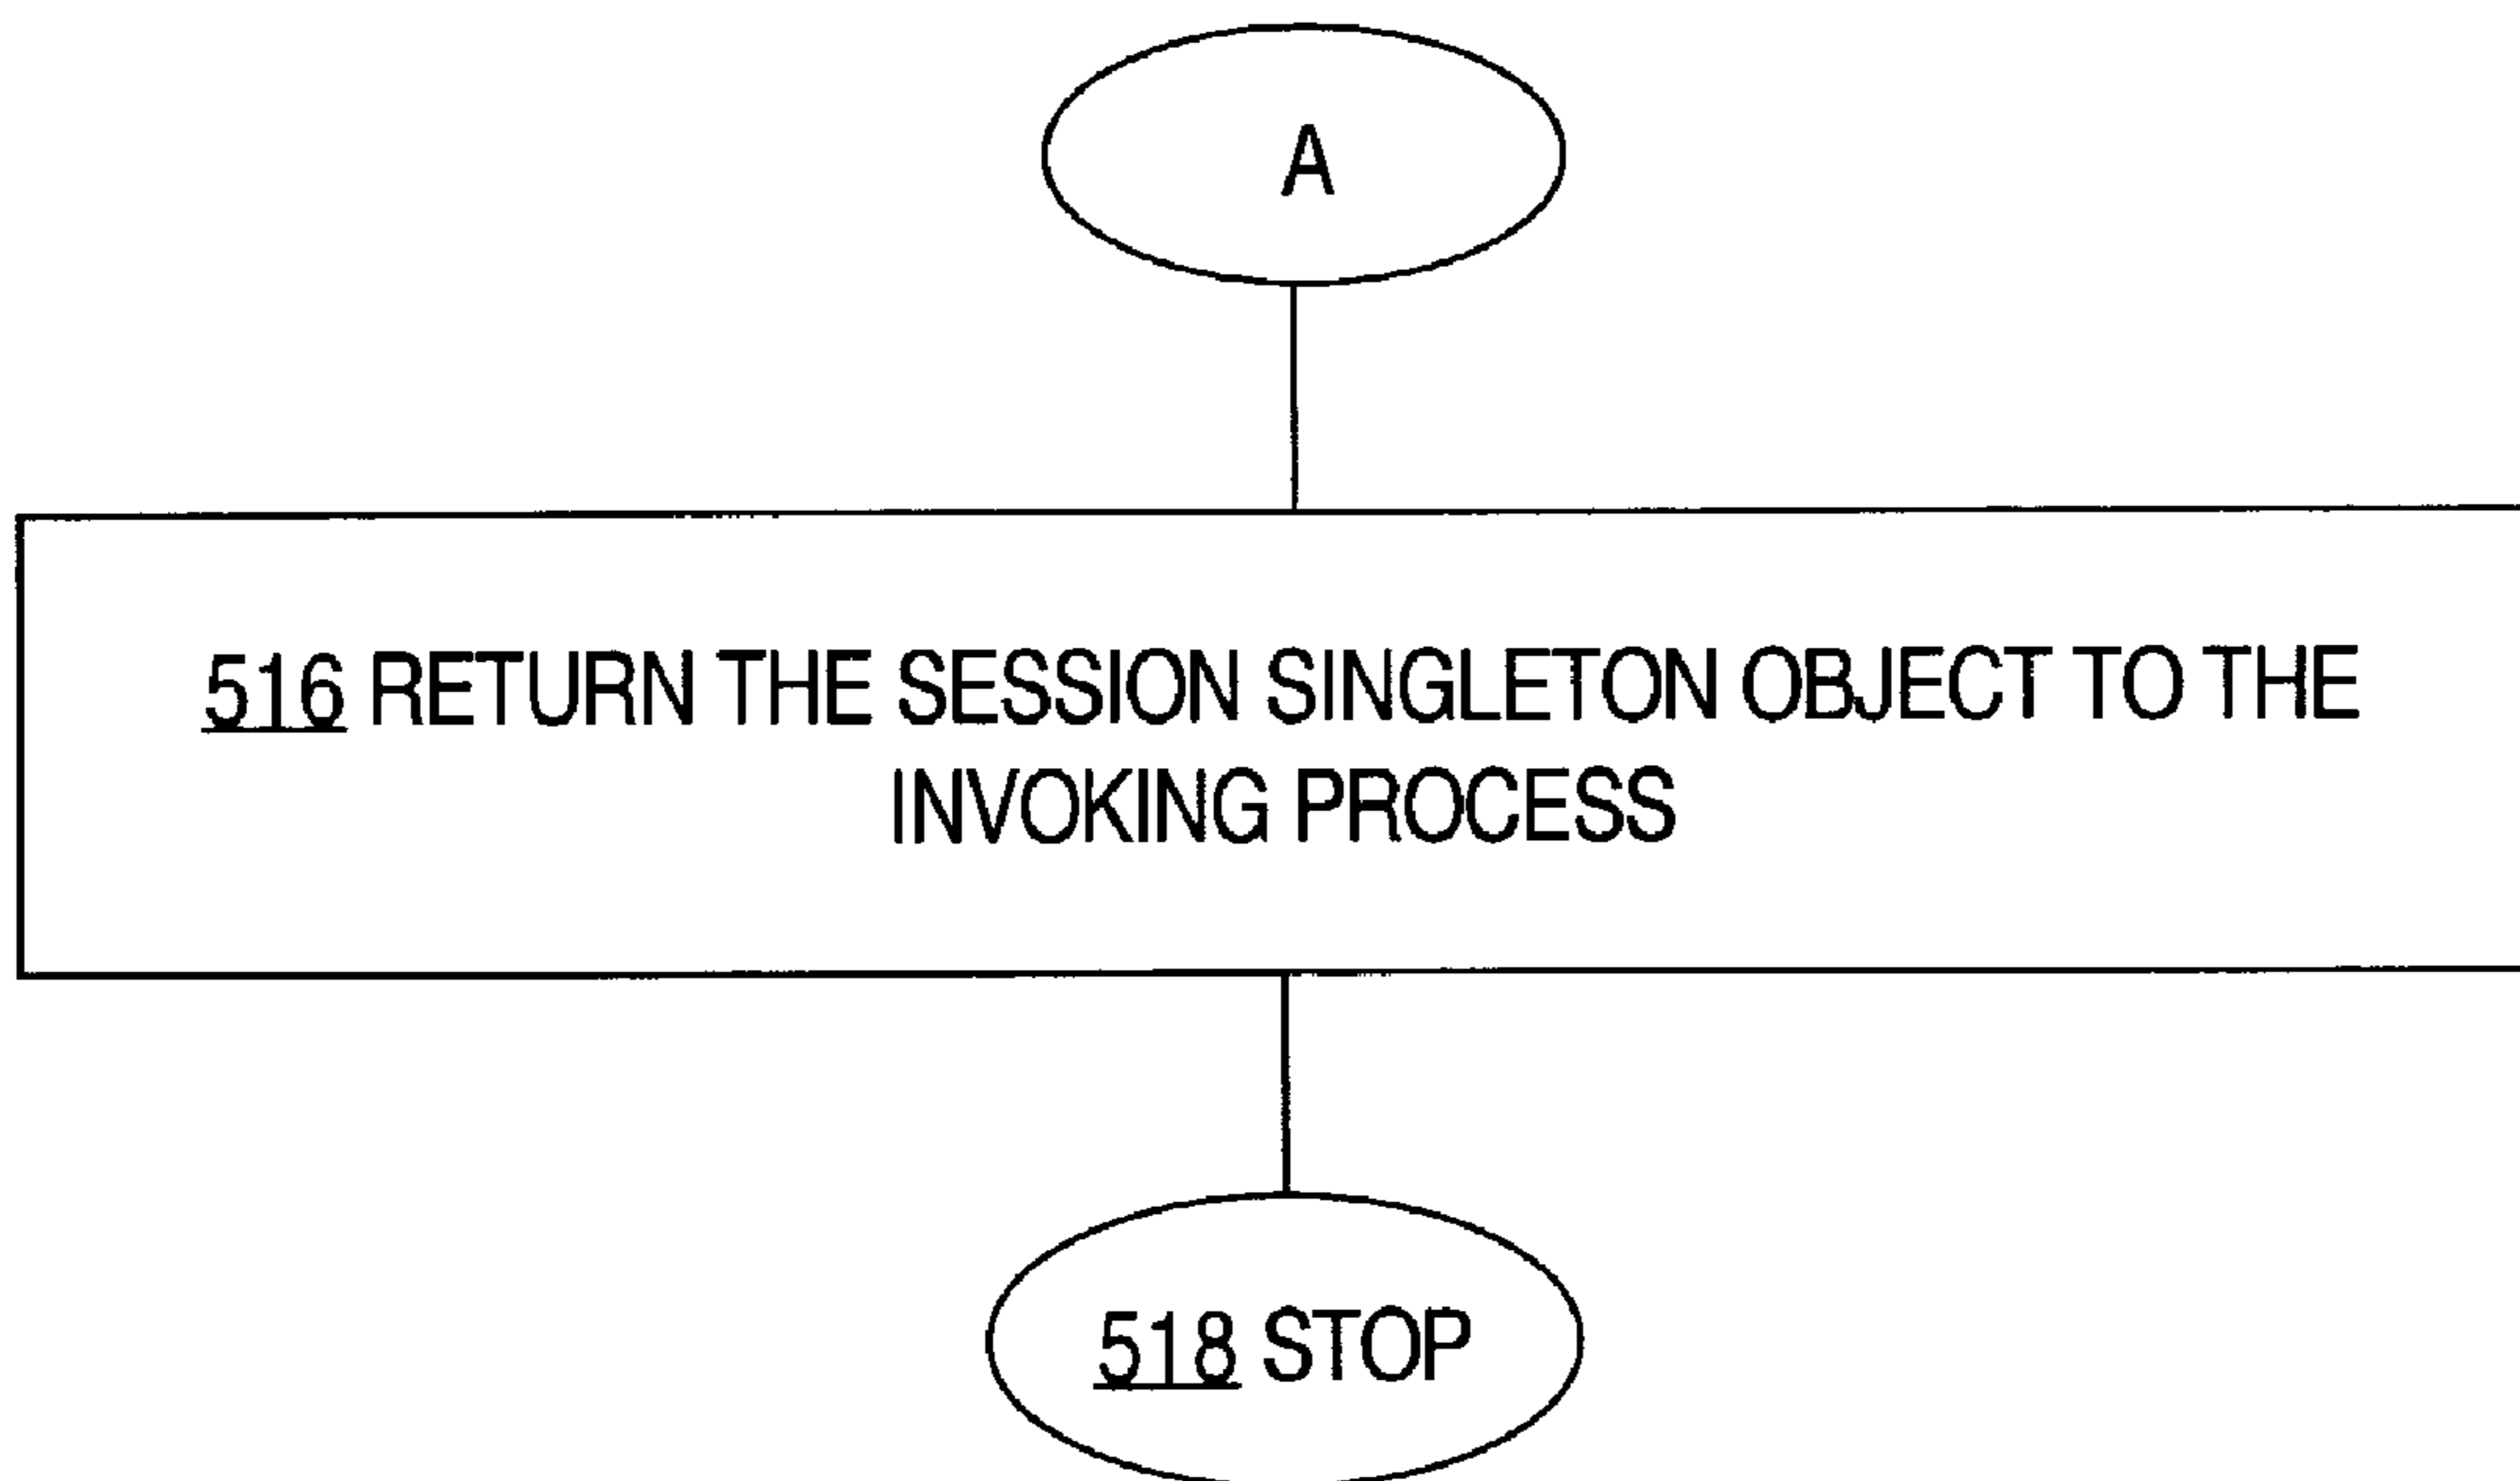 A
516 RETURN THE SESSION SINGLETON OBJECT TO THE
INVOKING PROCESS
518 STOP